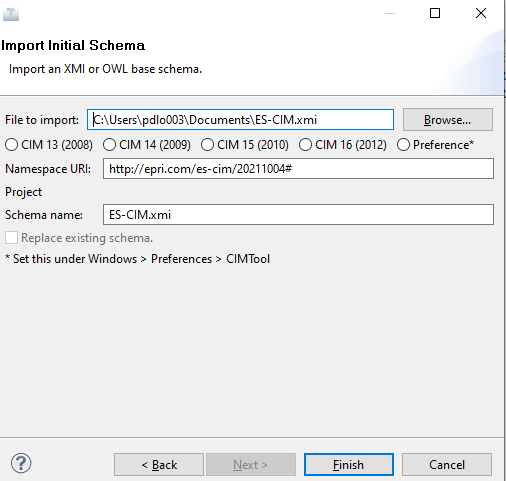 Import Initial Schema
Import an XMI or OWL base schema.
File to import: C:\Users\pdlo003\Documents\ES-CIM.xmi Browse...
CIM 13 (2008) CIM 14 (2009) CIM 15 (2010) CIM 16 (2012) Preference*
Namespace URI: http://epri.com/es-cim/20211004#
Project
Schema name: ES-CIM.xmi
Replace existing schema.
* Set this under Windows > Preferences > CIMTool
? < Back Next > Finish Cancel